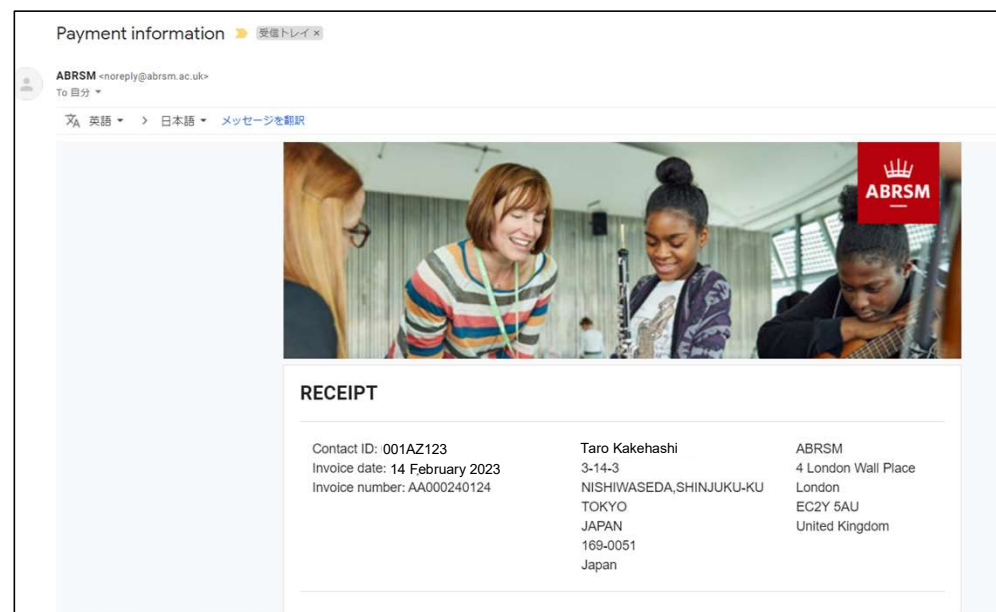 Payment information 受信トレイ ×
ABRSM <noreply@abrsm.ac.uk>
To 自分
英語 > 日本語 メッセージを翻訳
ABRSM
RECEIPT
Contact ID: 001AZ123
Invoice date: 14 February 2023
Invoice number: AA000240124
Taro Kakehashi
3-14-3
NISHIWASEDA,SHINJUKU-KU
TOKYO
JAPAN
169-0051
Japan
ABRSM
4 London Wall Place
London
EC2Y 5AU
United Kingdom